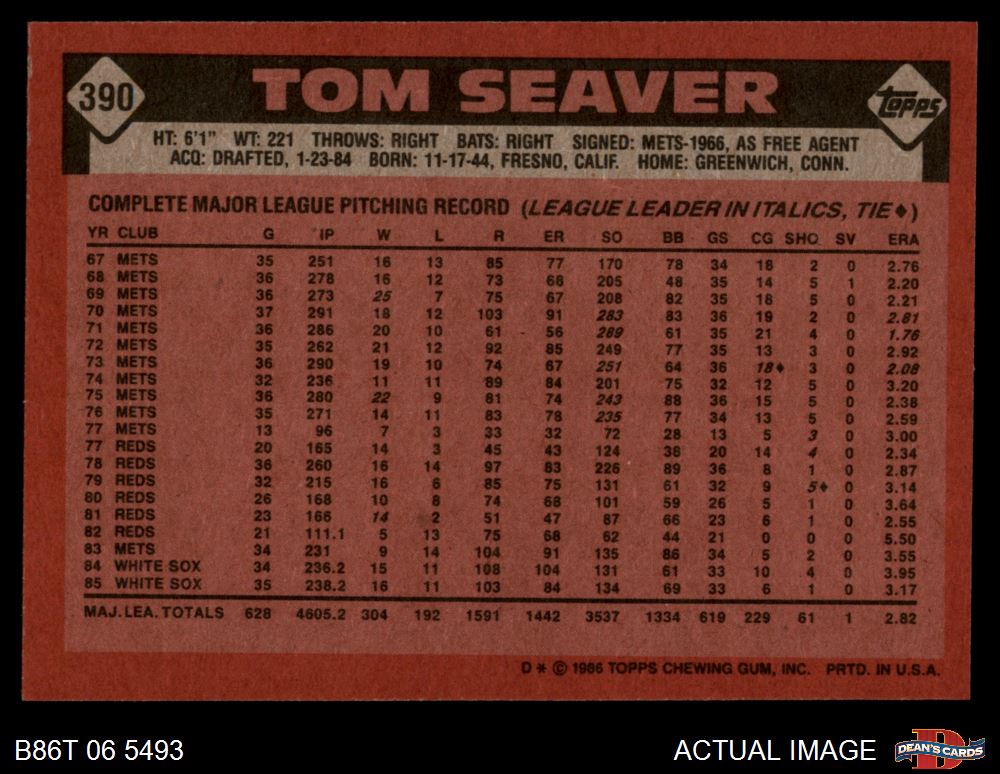 390 TOM SEAVER TOPPS
HT: 6'1" WT: 221 THROWS: RIGHT BATS: RIGHT SIGNED: METS-1966, AS FREE AGENT
ACQ: DRAFTED, 1-23-84 BORN: 11-17-44, FRESNO, CALIF. HOME: GREENWICH, CONN.
COMPLETE MAJOR LEAGUE PITCHING RECORD (LEAGUE LEADER IN ITALICS, TIE♦)
YR CLUB G IP W L R ER SO BB GS CG SHO SV ERA
67 METS 35 251 16 13 85 77 170 78 34 18 2 0 2.76
68 METS 36 278 16 12 73 68 205 48 35 14 5 1 2.20
69 METS 36 273 25 7 75 67 208 82 35 18 5 0 2.21
70 METS 37 291 18 12 103 91 283 83 36 19 2 0 2.81
71 METS 36 286 20 10 61 56 289 61 35 21 4 0 1.76
72 METS 35 262 21 12 92 85 249 77 35 13 3 0 2.92
73 METS 36 290 19 10 74 67 251 64 36 18♦ 3 0 2.08
74 METS 32 236 11 11 89 84 201 75 32 12 5 0 3.20
75 METS 36 280 22 9 81 74 243 88 36 15 5 0 2.38
76 METS 35 271 14 11 83 78 235 77 34 13 5 0 2.59
77 METS 13 96 7 3 33 32 72 28 13 5 3 0 3.00
77 REDS 20 165 14 3 45 43 124 38 20 14 4 0 2.34
78 REDS 36 260 16 14 97 83 226 89 36 8 1 0 2.87
79 REDS 32 215 16 6 85 75 131 61 32 9 5♦ 0 3.14
80 REDS 26 168 10 8 74 68 101 59 26 5 1 0 3.64
81 REDS 23 166 14 2 51 47 87 66 23 6 1 0 2.55
82 REDS 21 111.1 5 13 75 68 62 44 21 0 0 0 5.50
83 METS 34 231 9 14 104 91 135 86 34 5 2 0 3.55
84 WHITE SOX 34 236.2 15 11 108 104 131 61 33 10 4 0 3.95
85 WHITE SOX 35 238.2 16 11 103 84 134 69 33 6 1 0 3.17
MAJ. LEA. TOTALS 628 4605.2 304 192 1591 1442 3537 1334 619 229 61 1 2.82
D * © 1986 TOPPS CHEWING GUM, INC. PRTD. IN U.S.A.
B86T 06 5493 ACTUAL IMAGE D DEAN'S CARDS